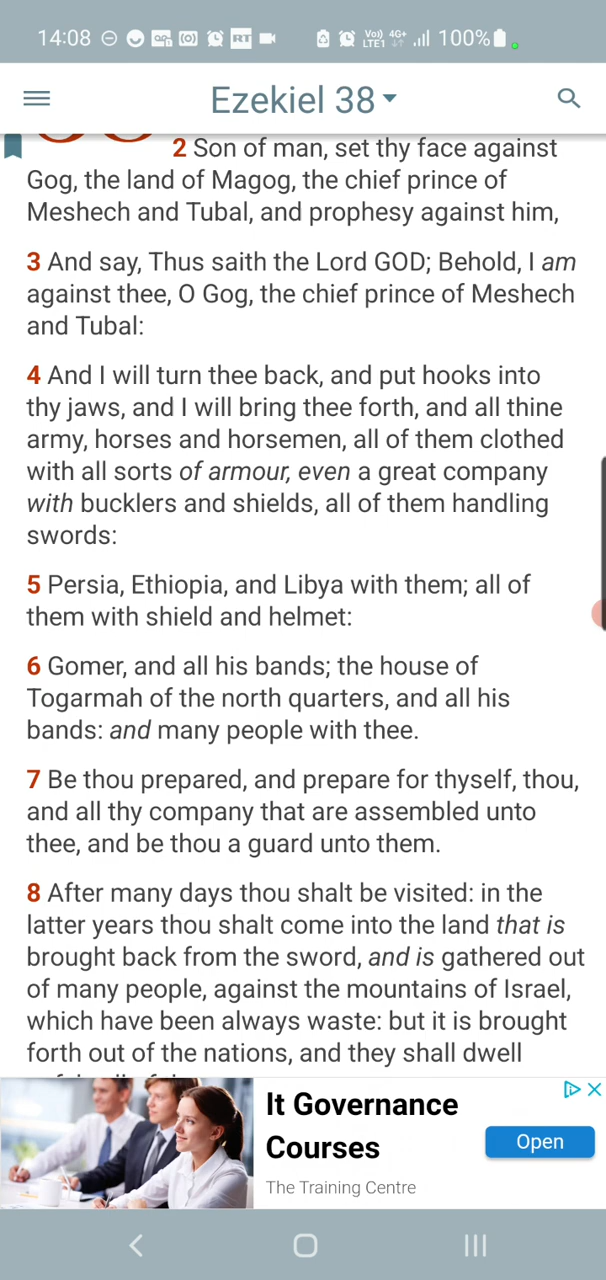 14:08 RT Vo) LTE1 4G+ 100%
Ezekiel 38
2 Son of man, set thy face against
Gog, the land of Magog, the chief prince of
Meshech and Tubal, and prophesy against him,
3 And say, Thus saith the Lord GOD; Behold, I am
against thee, O Gog, the chief prince of Meshech
and Tubal:
4 And I will turn thee back, and put hooks into
thy jaws, and I will bring thee forth, and all thine
army, horses and horsemen, all of them clothed
with all sorts of armour, even a great company
with bucklers and shields, all of them handling
swords:
5 Persia, Ethiopia, and Libya with them; all of
them with shield and helmet:
6 Gomer, and all his bands; the house of
Togarmah of the north quarters, and all his
bands: and many people with thee.
7 Be thou prepared, and prepare for thyself, thou,
and all thy company that are assembled unto
thee, and be thou a guard unto them.
8 After many days thou shalt be visited: in the
latter years thou shalt come into the land that is
brought back from the sword, and is gathered out
of many people, against the mountains of Israel,
which have been always waste: but it is brought
forth out of the nations, and they shall dwell
It Governance
Courses
Open
The Training Centre